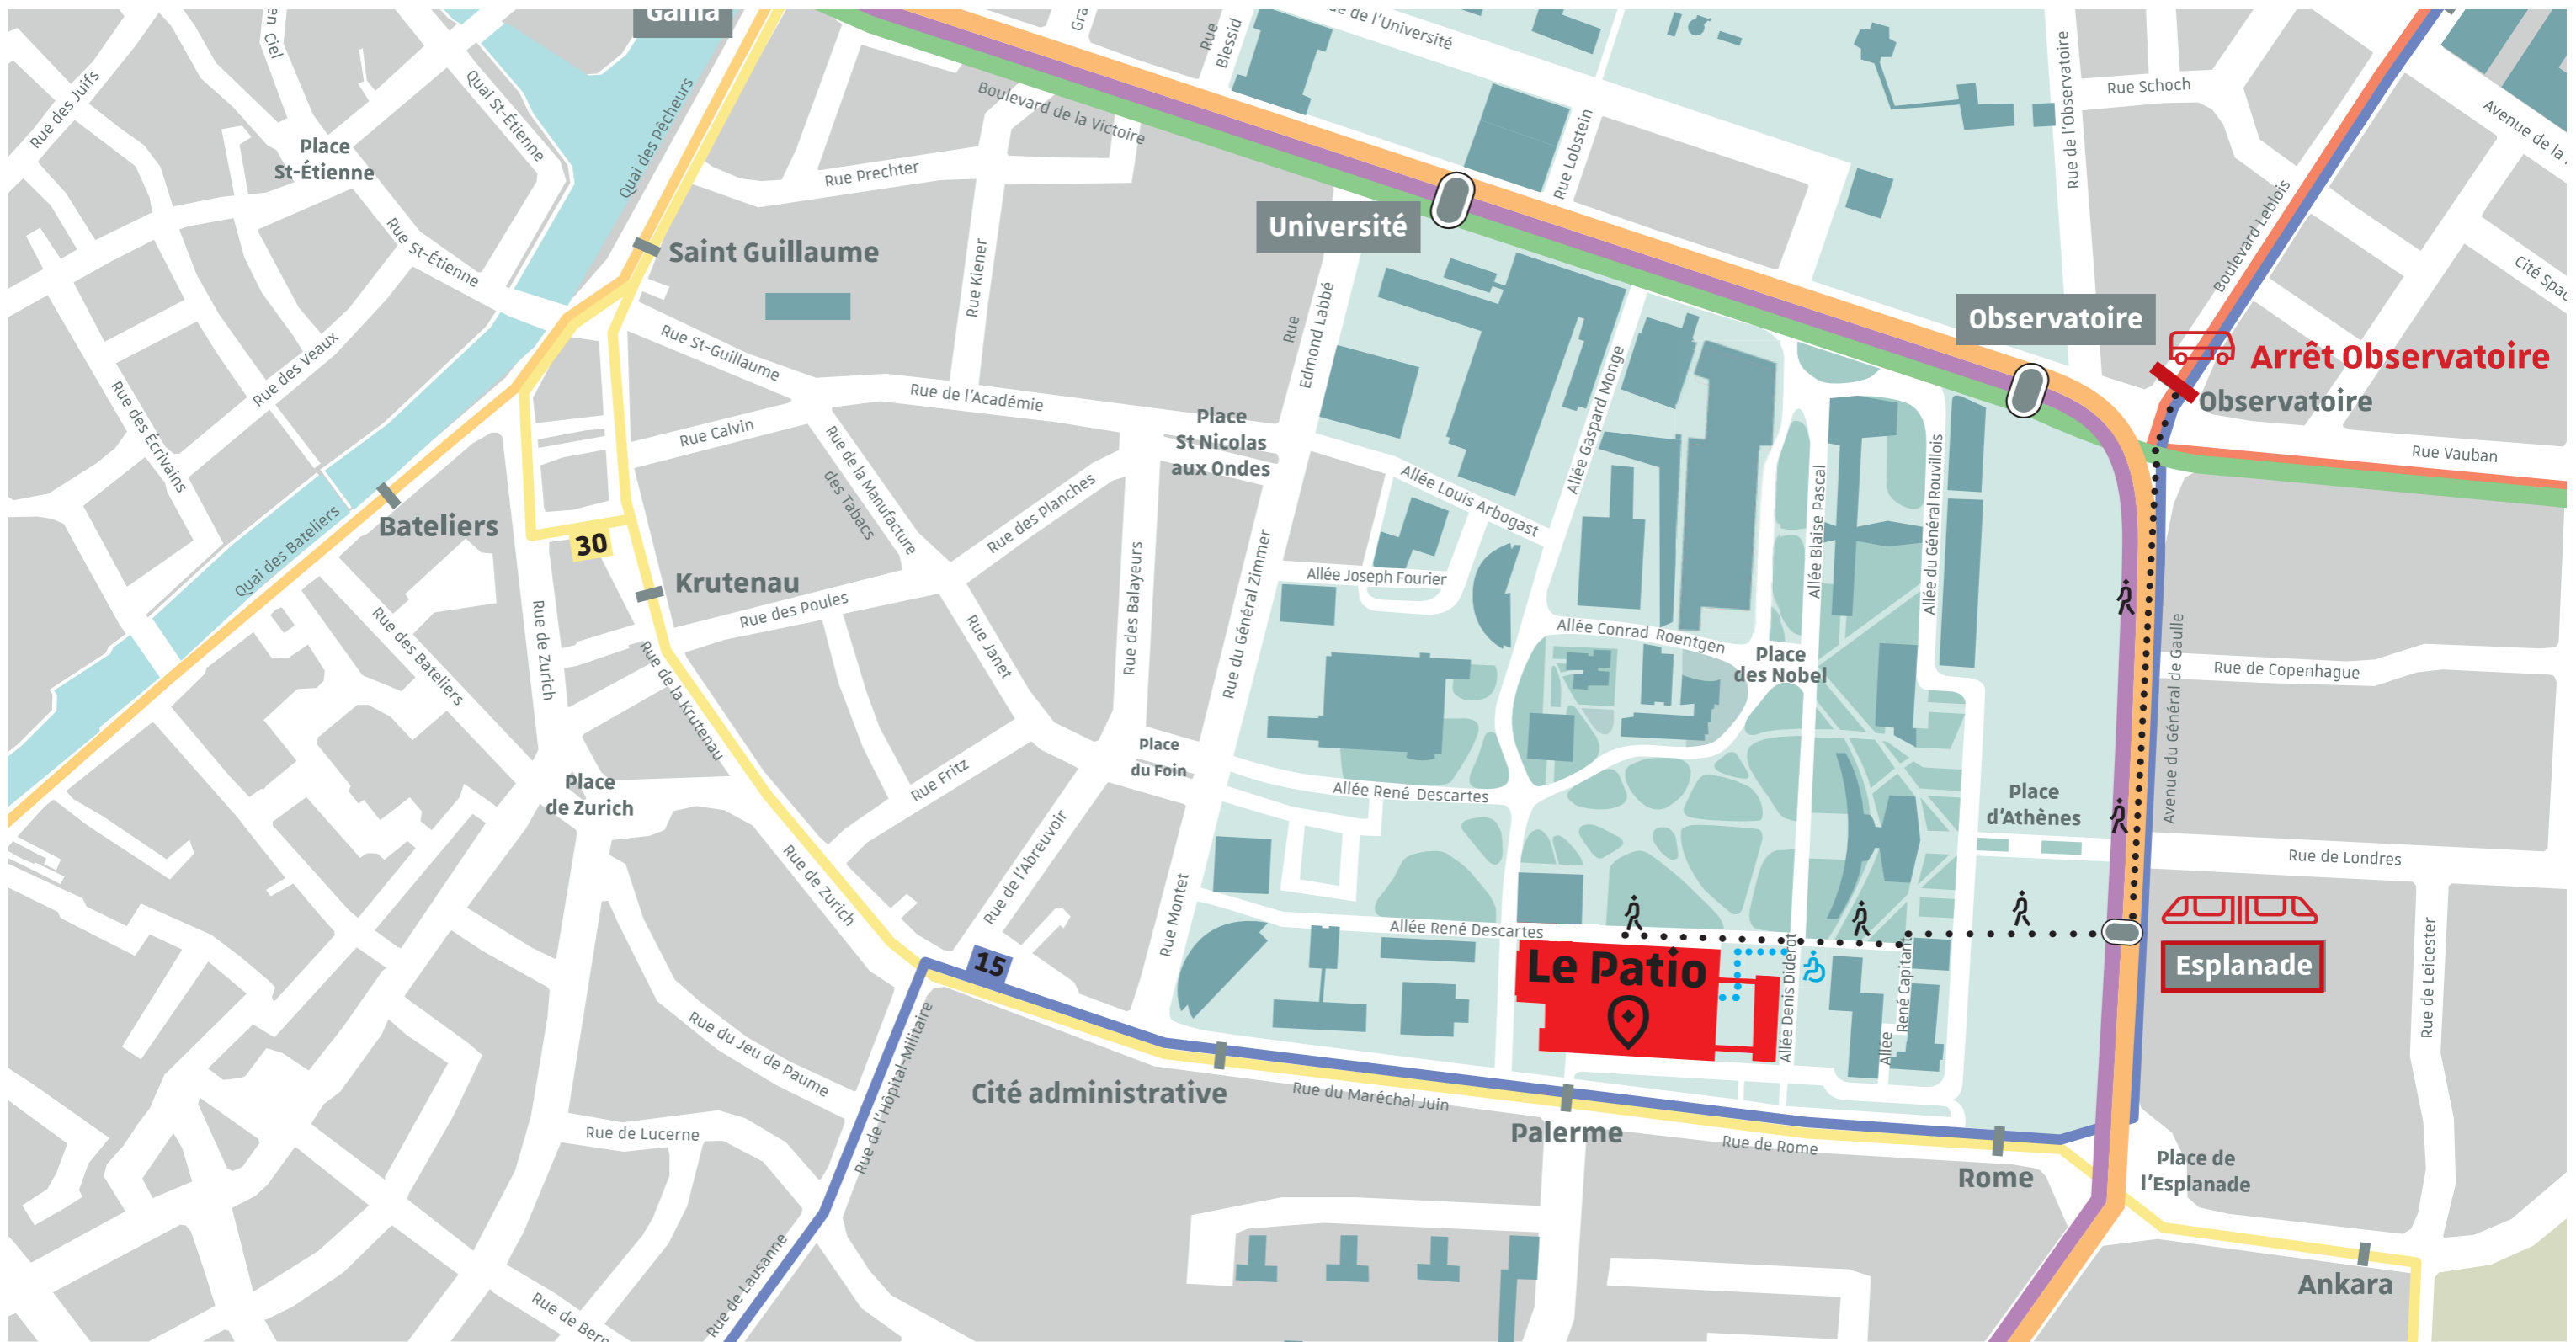 Gallia
Rue
Blessid
Rue des Juifs
Ciel
Quai St-Étienne
Quai des Pêcheurs
Place
St-Étienne
Rue St-Étienne
Boulevard de la Victoire
de l'Université
Rue Prechter
Rue Lobstein
Rue de l'Observatoire
Rue Schoch
Avenue de la
Boulevard Leblois
Cité Spac
Université
Saint Guillaume
Rue Kiener
Rue
Edmond Labbé
Observatoire
Arrêt Observatoire
Observatoire
Rue Vauban
Rue des Veaux
Rue des Écrivains
Rue St-Guillaume
Rue de l'Académie
Rue Calvin
Place
St Nicolas
aux Ondes
Rue de la Manufacture
des Tabacs
Rue des Planches
Allée Louis Arbogast
Allée Gaspard Monge
Allée Blaise Pascal
Allée du Général Rouvillois
Quai des Bateliers
Bateliers
30
Krutenau
Rue des Poules
Rue des Balayeurs
Rue du Général Zimmer
Allée Joseph Fourier
Allée Conrad Roentgen
Place
des Nobel
Rue des Bateliers
Rue de Zurich
Rue de la Krutenau
Rue Janet
Rue de Copenhague
Avenue du Général de Gaulle
Place
de Zurich
Rue Fritz
Place
du Foin
Allée René Descartes
Place
d'Athènes
Rue de Londres
Rue de Zurich
Rue de l'Abreuvoir
Rue Montet
Allée René Descartes
Le Patio
Allée Denis Diderot
Allée
René Capitant
Esplanade
Rue de Leicester
15
Rue du Jeu de Paume
Rue de l'Hôpital-Militaire
Cité administrative
Rue du Maréchal Juin
Palerme
Rue de Rome
Rome
Place de
l'Esplanade
Rue de Lucerne
Rue de Lausanne
Rue de Bern
Ankara